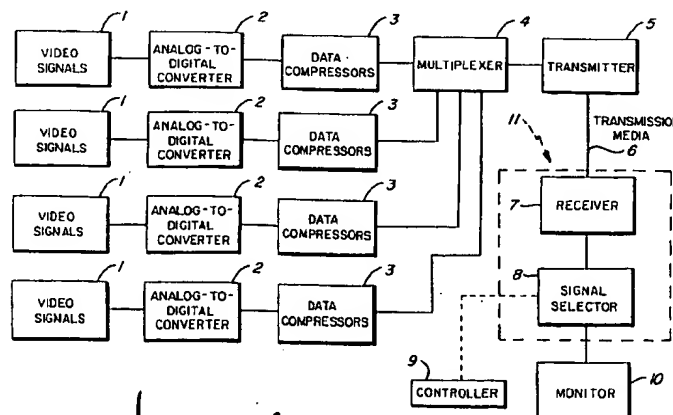 1
2
3
4
5
VIDEO
SIGNALS
ANALOG-TO-
DIGITAL
CONVERTER
DATA
COMPRESSORS
MULTIPLEXER
TRANSMITTER
1
2
3
VIDEO
SIGNALS
ANALOG-TO-
DIGITAL
CONVERTER
DATA
COMPRESSORS
11
TRANSMISSION
MEDIA
6
1
2
3
VIDEO
SIGNALS
ANALOG-TO-
DIGITAL
CONVERTER
DATA
COMPRESSORS
7
RECEIVER
1
2
3
VIDEO
SIGNALS
ANALOG-TO-
DIGITAL
CONVERTER
DATA
COMPRESSORS
8
SIGNAL
SELECTOR
9
CONTROLLER
MONITOR
10